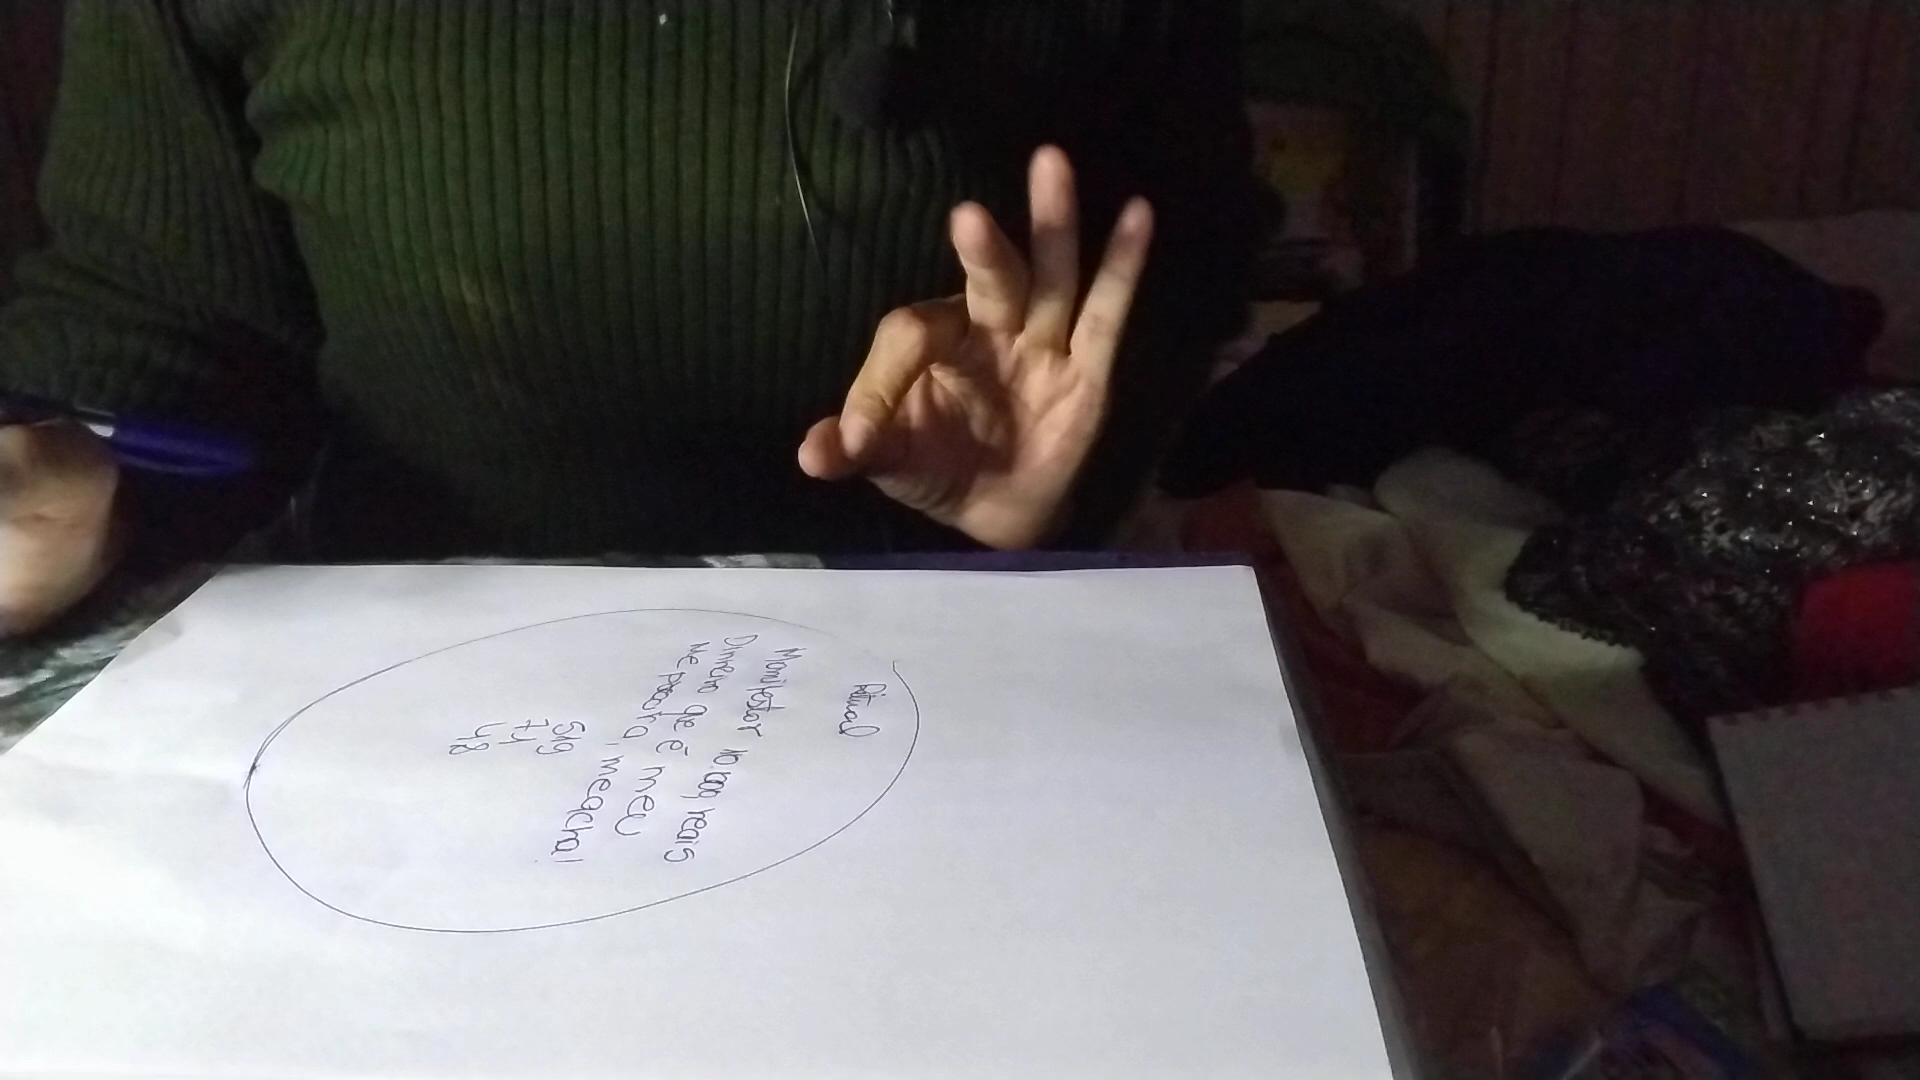 Ritual
Manifestar 10.000 reais
Dinheiro que é meu
me procura, me acha!
519
71
48